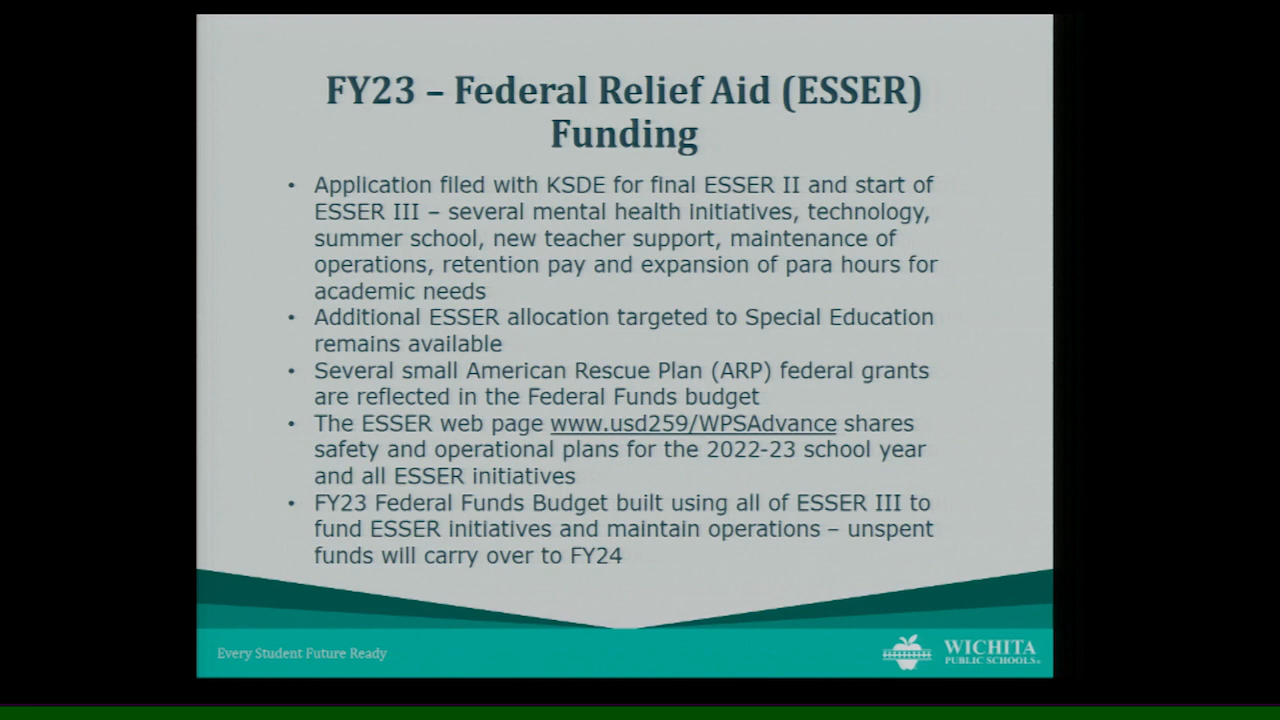 FY23 – Federal Relief Aid (ESSER)
Funding
• Application filed with KSDE for final ESSER II and start of
ESSER III – several mental health initiatives, technology,
summer school, new teacher support, maintenance of
operations, retention pay and expansion of para hours for
academic needs
• Additional ESSER allocation targeted to Special Education
remains available
• Several small American Rescue Plan (ARP) federal grants
are reflected in the Federal Funds budget
• The ESSER web page www.usd259/WPSAdvance shares
safety and operational plans for the 2022-23 school year
and all ESSER initiatives
• FY23 Federal Funds Budget built using all of ESSER III to
fund ESSER initiatives and maintain operations – unspent
funds will carry over to FY24
Every Student Future Ready
WICHITA
PUBLIC SCHOOLS